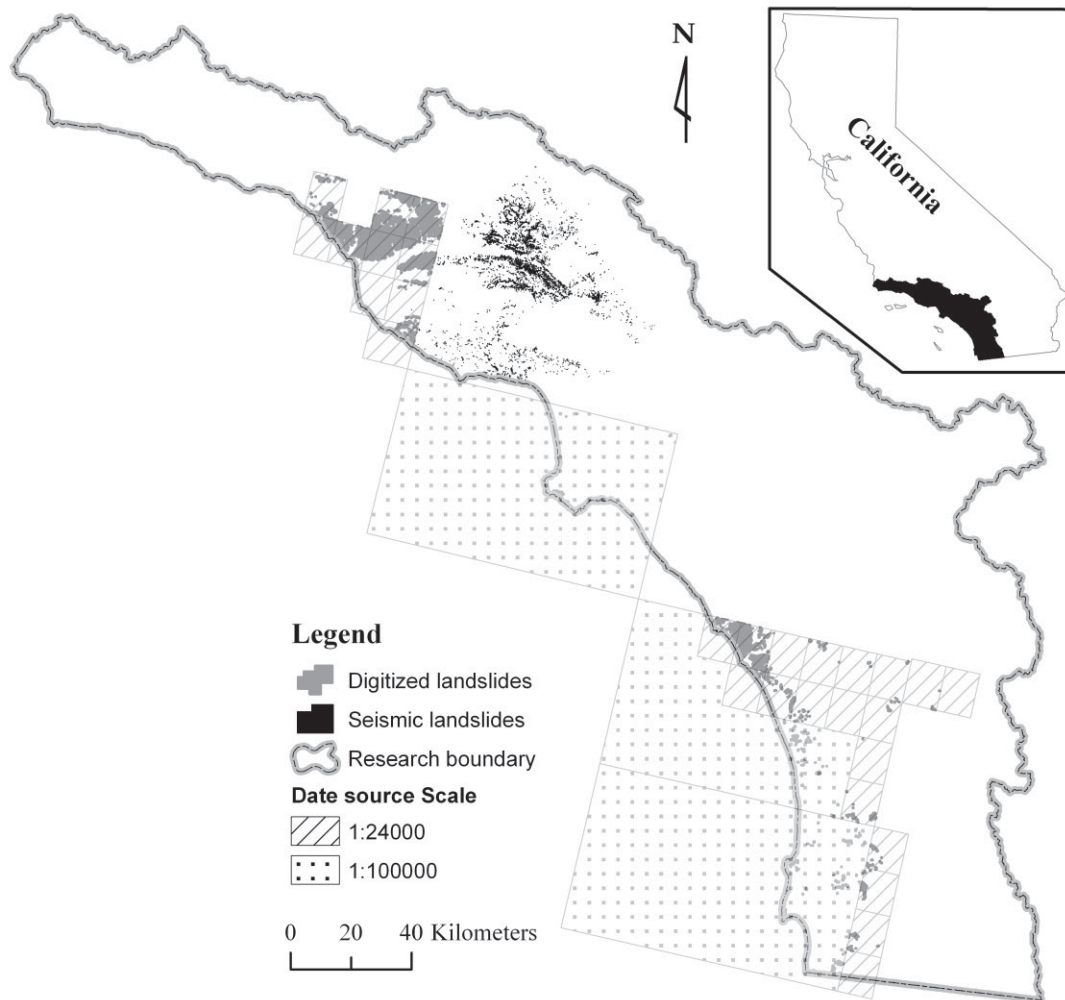 N
California
Legend
Digitized landslides
Seismic landslides
Research boundary
Date source Scale
1:24000
1:100000
0 20 40 Kilometers